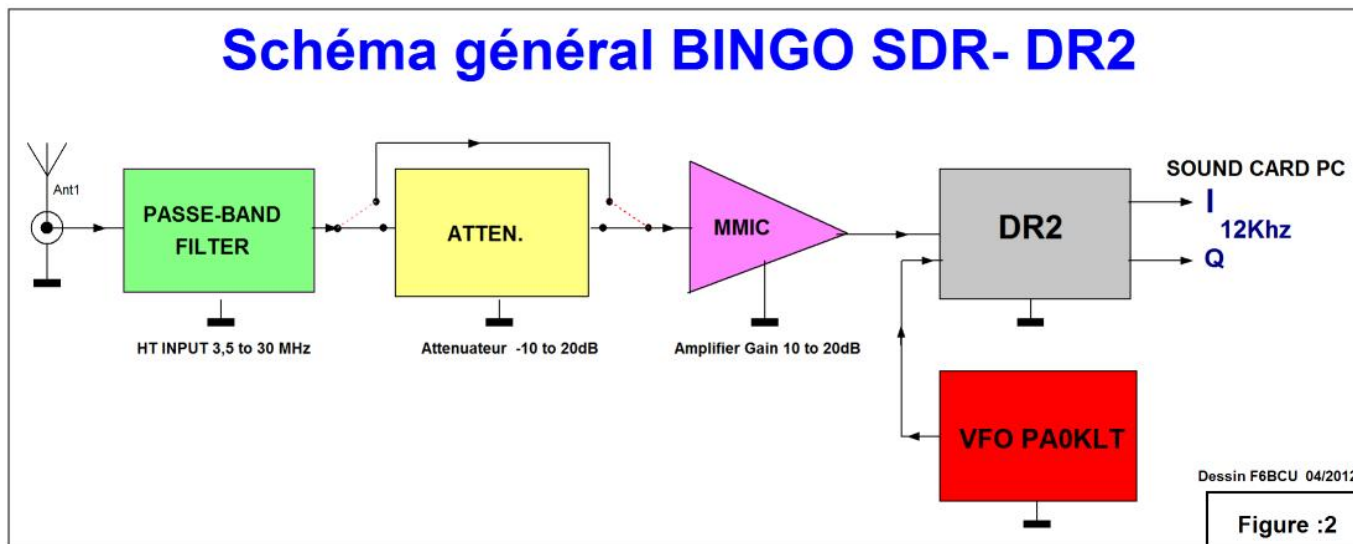 Schéma général BINGO SDR- DR2
Ant1
PASSE-BAND
FILTER
HT INPUT 3,5 to 30 MHz
ATTEN.
Attenuateur -10 to 20dB
MMIC
Amplifier Gain 10 to 20dB
DR2
SOUND CARD PC
I
12Khz
Q
VFO PA0KLT
Dessin F6BCU 04/2012
Figure :2